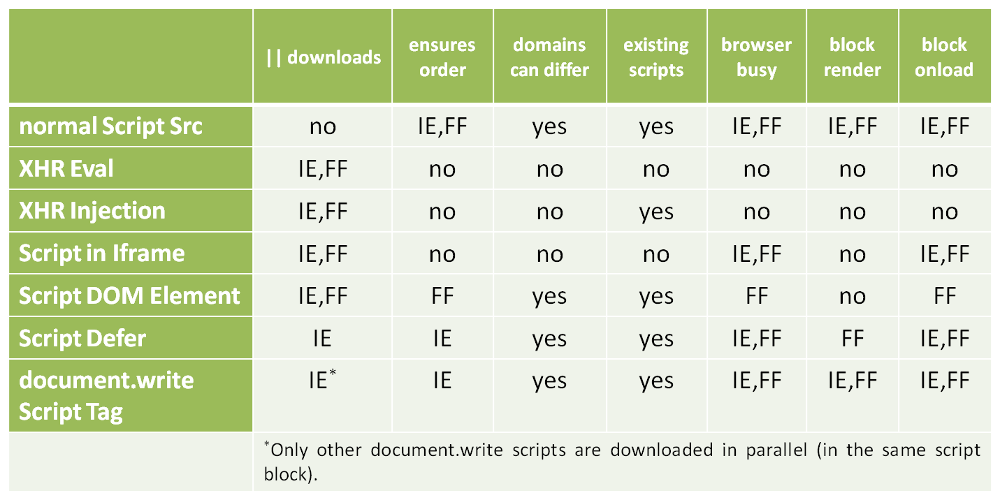 || downloads ensures order domains can differ existing scripts browser busy block render block onload
normal Script Src no IE,FF yes yes IE,FF IE,FF IE,FF
XHR Eval IE,FF no no no no no no
XHR Injection IE,FF no no yes no no no
Script in Iframe IE,FF no no no IE,FF no IE,FF
Script DOM Element IE,FF FF yes yes FF no FF
Script Defer IE IE yes yes IE,FF FF IE,FF
document.write Script Tag IE* IE yes yes IE,FF IE,FF IE,FF
*Only other document.write scripts are downloaded in parallel (in the same script
block).